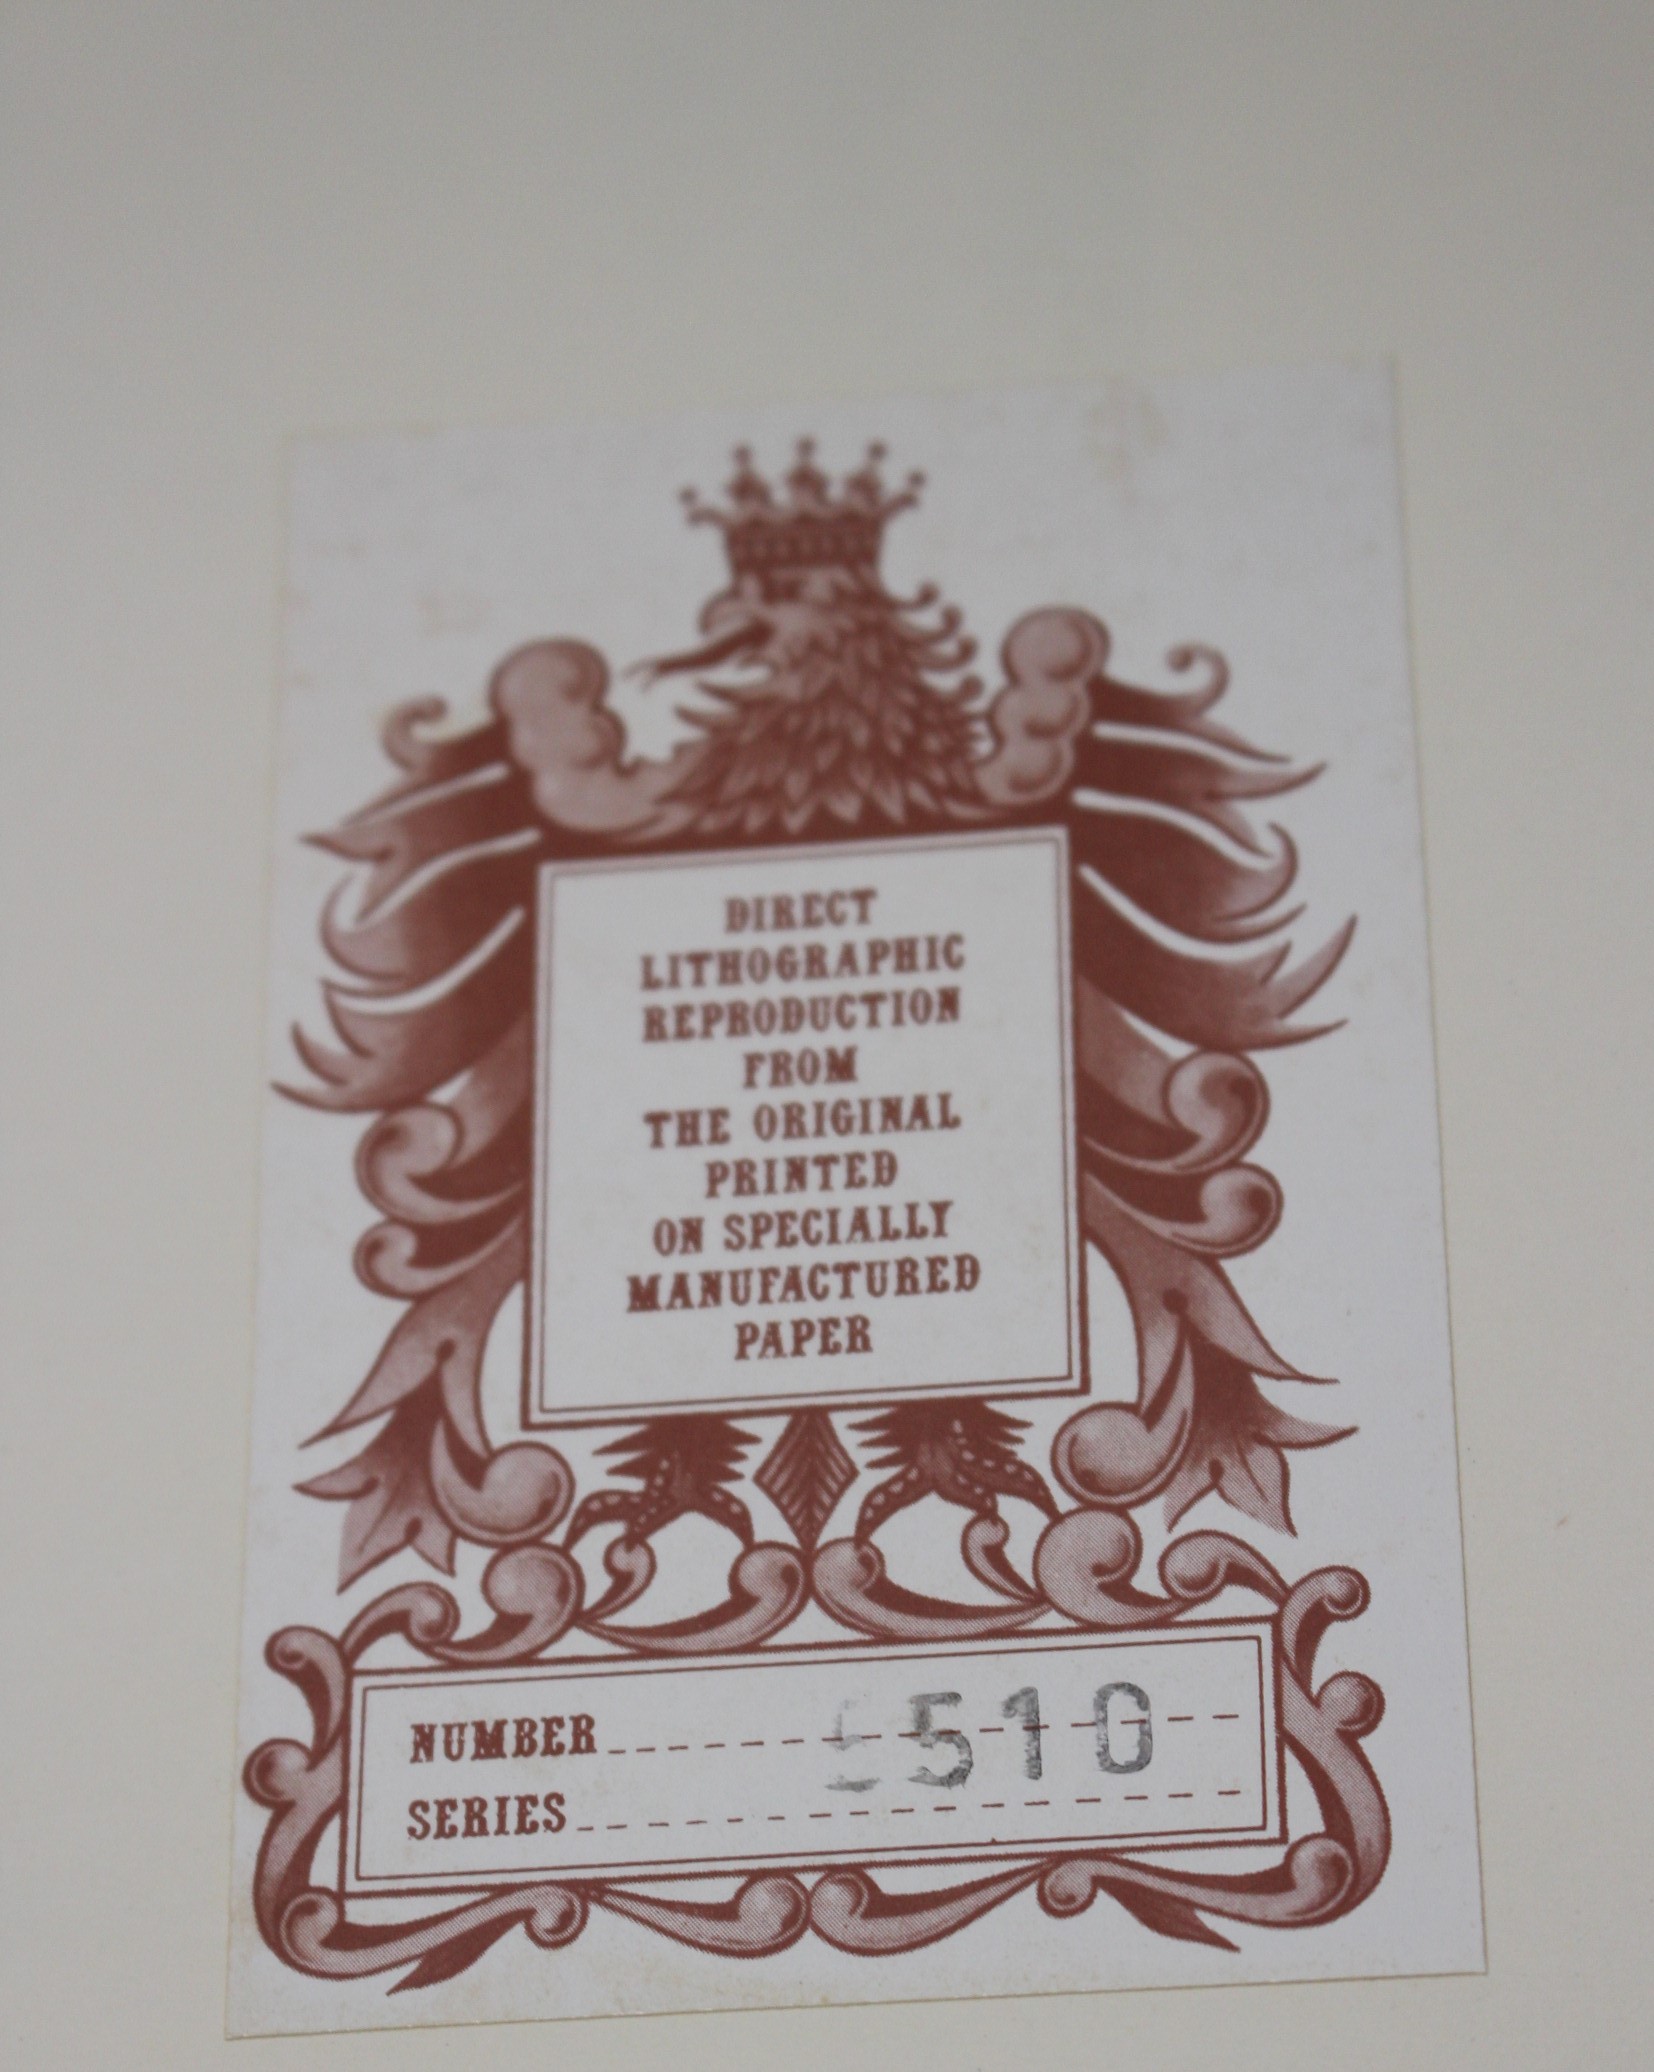 DIRECT
LITHOGRAPHIC
REPRODUCTION
FROM
THE ORIGINAL
PRINTED
ON SPECIALLY
MANUFACTURED
PAPER
NUMBER
SERIES